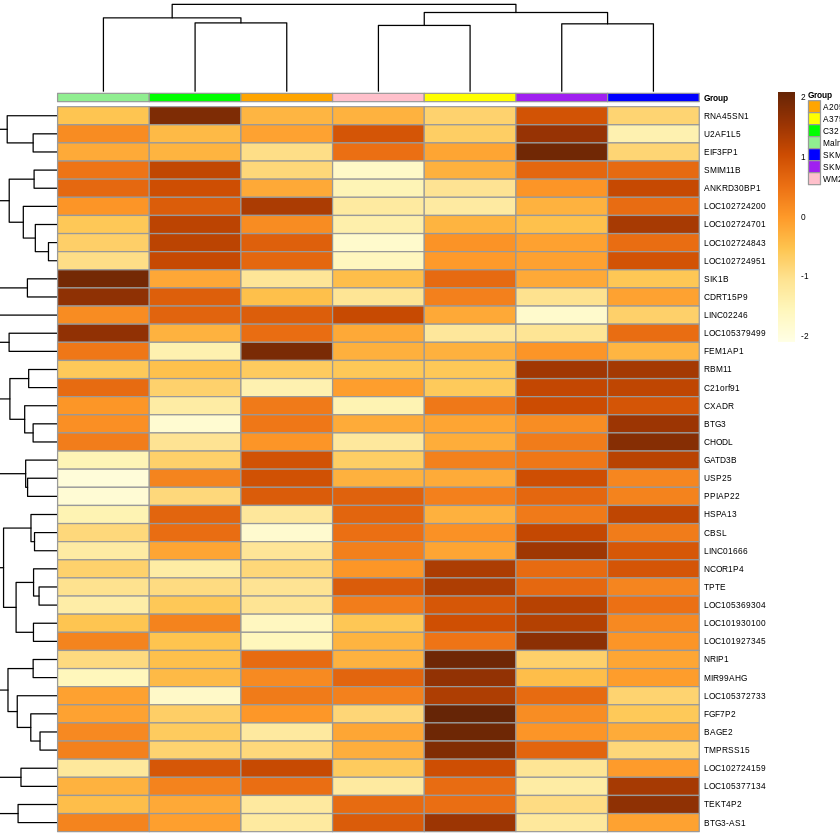 Group
RNA45SN1
U2AF1L5
EIF3FP1
SMIM11B
ANKRD30BP1
LOC102724200
LOC102724701
LOC102724843
LOC102724951
SIK1B
CDRT15P9
LINC02246
LOC105379499
FEM1AP1
RBM11
C21orf91
CXADR
BTG3
CHODL
GATD3B
USP25
PPIAP22
HSPA13
CBSL
LINC01666
NCOR1P4
TPTE
LOC105369304
LOC101930100
LOC101927345
NRIP1
MIR99AHG
LOC105372733
FGF7P2
BAGE2
TMPRSS15
LOC102724159
LOC105377134
TEKT4P2
BTG3-AS1
2
1
0
-1
-2
Group
C32